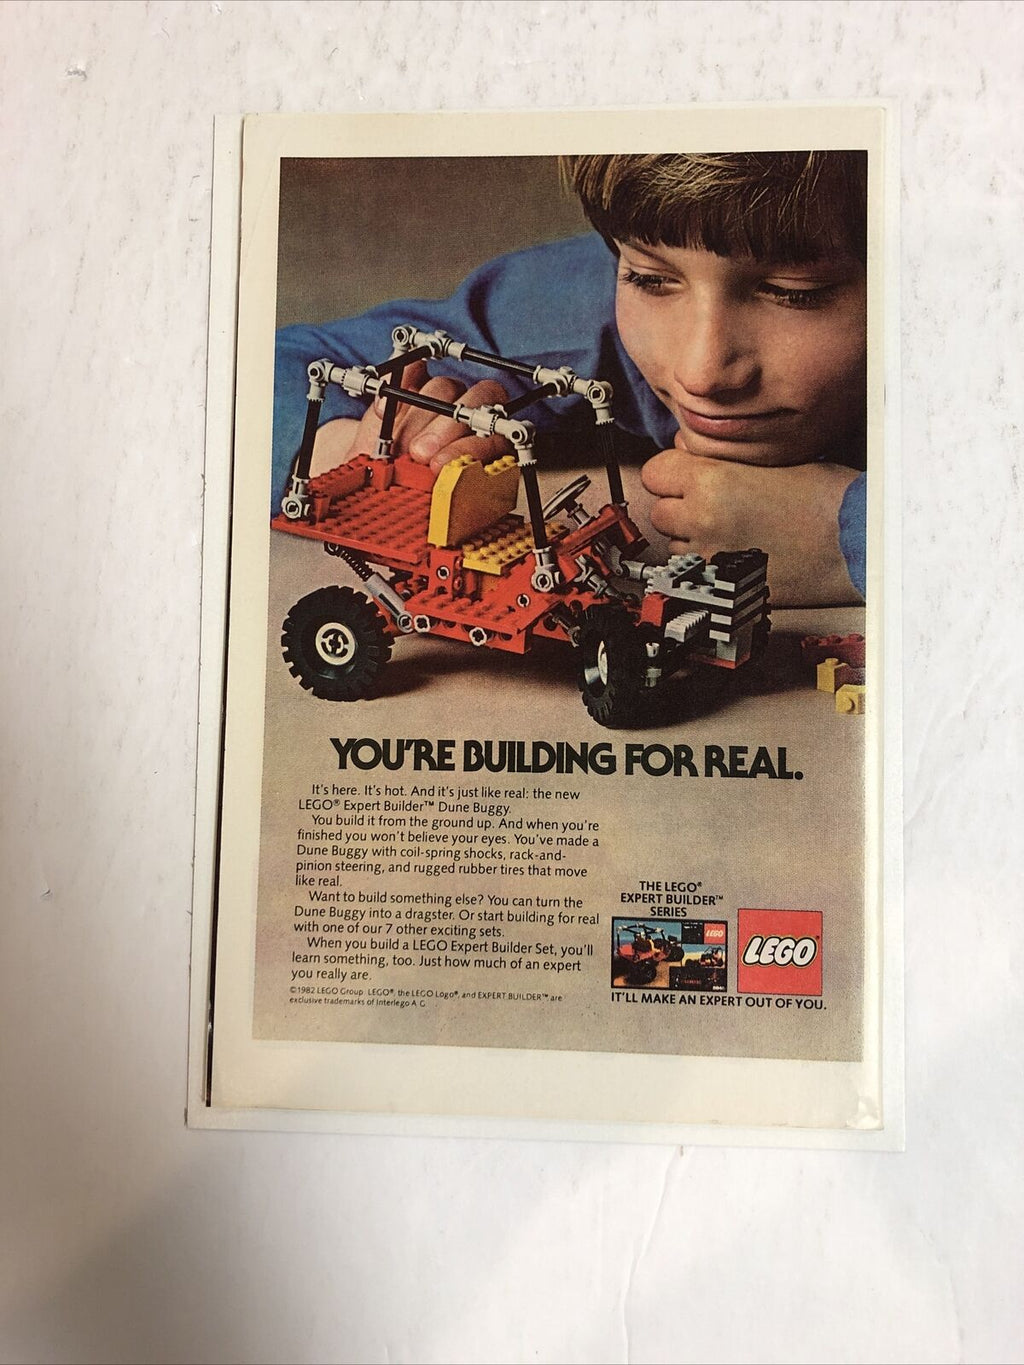 YOU'RE BUILDING FOR REAL.
It's here. It's hot. And it's just like real: the new
LEGO® Expert Builder™ Dune Buggy.
You build it from the ground up. And when you're
finished you won't believe your eyes. You've made a
Dune Buggy with coil-spring shocks, rack-and-
pinion steering, and rugged rubber tires that move
like real.
Want to build something else? You can turn the
Dune Buggy into a dragster. Or start building for real
with one of our 7 other exciting sets.
When you build a LEGO Expert Builder Set, you'll
learn something, too. Just how much of an expert
you really are.
©1982 LEGO Group. LEGO®, the LEGO Logo®, and EXPERT BUILDER™ are
exclusive trademarks of Interlego A.G.
THE LEGO®
EXPERT BUILDER™
SERIES
LEGO
LEGO®
IT'LL MAKE AN EXPERT OUT OF YOU.